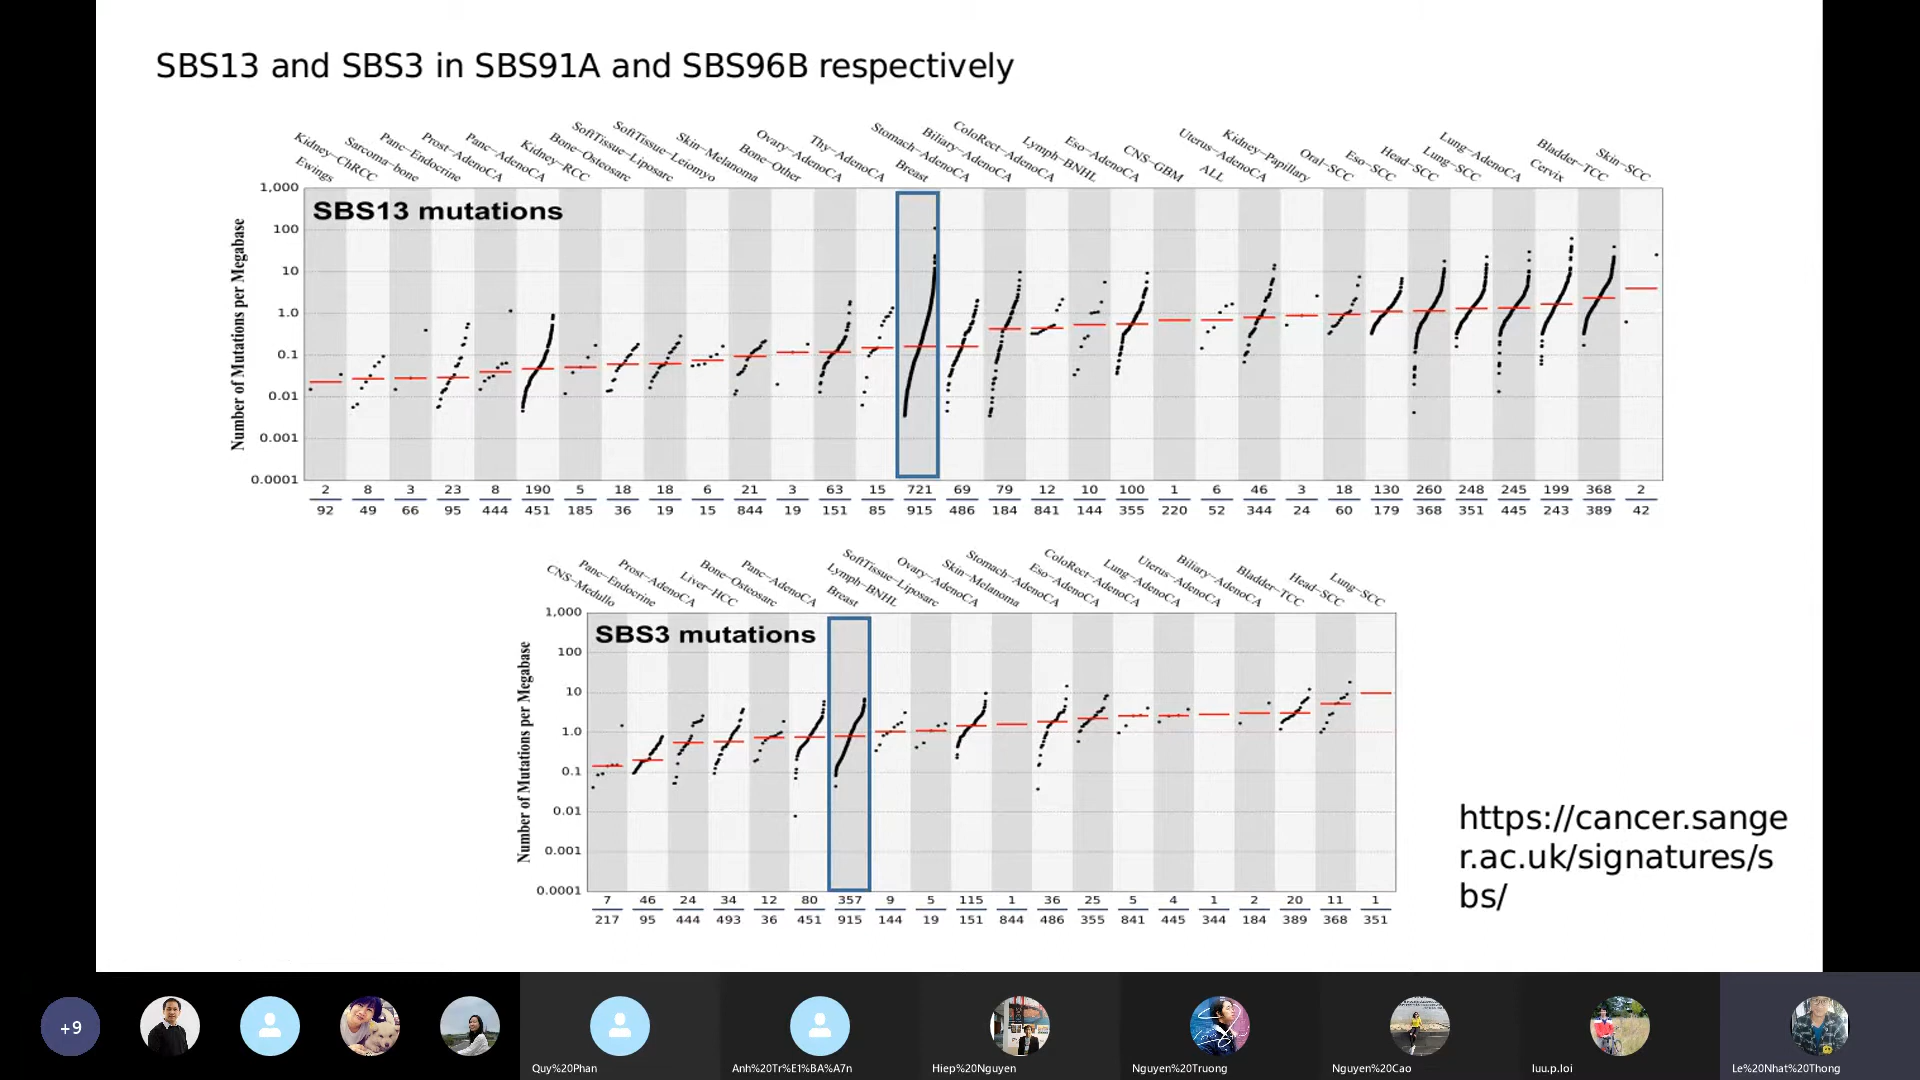 SBS13 and SBS3 in SBS91A and SBS96B respectively
Ewings
Kidney-ChRCC
Sarcoma-bone
Panc-Endocrine
Prost-AdenoCA
Panc-AdenoCA
Kidney-RCC
Bone-Osteosarc
SoftTissue-Liposarc
SoftTissue-Leiomyo
Skin-Melanoma
Bone-Other
Ovary-AdenoCA
Thy-AdenoCA
Breast
Stomach-AdenoCA
Biliary-AdenoCA
ColoRect-AdenoCA
Lymph-BNHL
Eso-AdenoCA
CNS-GBM
ALL
Uterus-AdenoCA
Kidney-Papillary
Oral-SCC
Eso-SCC
Head-SCC
Lung-SCC
Lung-AdenoCA
Cervix
Bladder-TCC
Skin-SCC
SBS13 mutations
Number of Mutations per Megabase
1,000
100
10
1.0
0.1
0.01
0.001
0.0001
2 8 3 23 8 190 5 18 18 6 21 3 63 15 721 69 79 12 10 100 1 6 46 3 18 130 260 248 245 199 368 2
92 49 66 95 444 451 185 36 19 15 844 19 151 85 915 486 184 841 144 355 220 52 344 24 60 179 368 351 445 243 389 42
CNS-Medullo
Panc-Endocrine
Prost-AdenoCA
Liver-HCC
Bone-Osteosarc
Panc-AdenoCA
Breast
Lymph-BNHL
SoftTissue-Liposarc
Ovary-AdenoCA
Skin-Melanoma
Stomach-AdenoCA
Eso-AdenoCA
ColoRect-AdenoCA
Lung-AdenoCA
Uterus-AdenoCA
Biliary-AdenoCA
Bladder-TCC
Head-SCC
Lung-SCC
SBS3 mutations
Number of Mutations per Megabase
1,000
100
10
1.0
0.1
0.01
0.001
0.0001
7 46 24 34 12 80 357 9 5 115 1 36 25 5 4 1 2 20 11 1
217 95 444 493 36 451 915 144 19 151 844 486 355 841 445 344 184 389 368 351
https://cancer.sange
r.ac.uk/signatures/s
bs/
+9
Quy%20Phan
Anh%20Tr%E1%BA%A7n
Hiep%20Nguyen
Nguyen%20Truong
Nguyen%20Cao
luu.p.loi
Le%20Nhat%20Thong